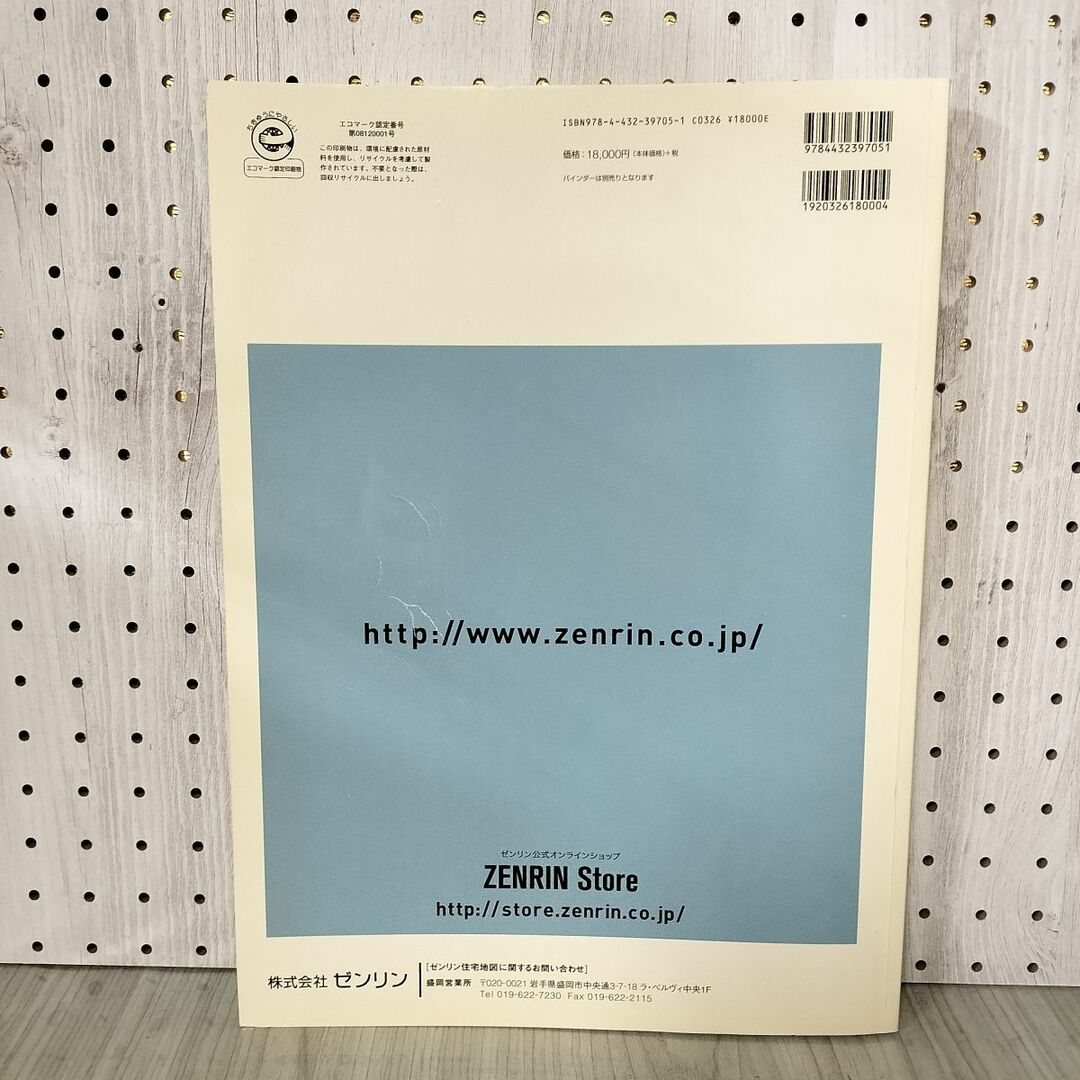 ちきゅうにやさしい
エコマーク認定印刷物
エコマーク認定番号
第08120001号
この印刷物は、環境に配慮された原材
料を使用し、リサイクルを考慮して製
作されています。不要となった際は、
回収リサイクルに出しましょう。
ISBN978-4-432-39705-1 C0326 ¥18000E
価格：18,000円（本体価格）+税
バインダーは別売りとなります
9784432397051
1920326180004
http://www.zenrin.co.jp/
ゼンリン公式オンラインショップ
ZENRIN Store
http://store.zenrin.co.jp/
株式会社 ゼンリン
［ゼンリン住宅地図に関するお問い合わせ］
盛岡営業所 〒020-0021 岩手県盛岡市中央通3-7-18 ラ・ベルヴィ中央1F
Tel 019-622-7230 Fax 019-622-2115